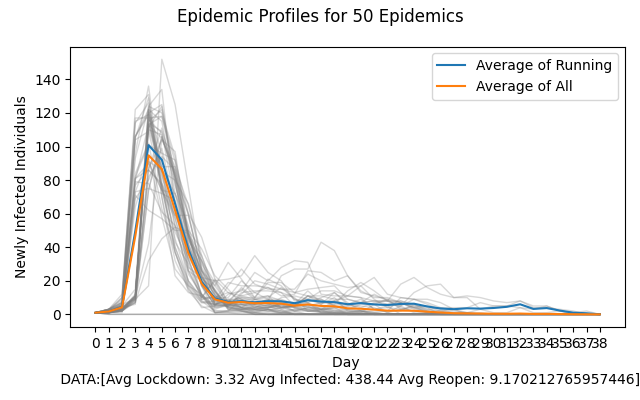 Epidemic Profiles for 50 Epidemics
Average of Running
Average of All
Newly Infected Individuals
140
120
100
80
60
40
20
0
0 1 2 3 4 5 6 7 8 9 10 11 12 13 14 15 16 17 18 19 20 21 22 23 24 25 26 27 28 29 30 31 32 33 34 35 36 37 38
Day
DATA:[Avg Lockdown: 3.32 Avg Infected: 438.44 Avg Reopen: 9.170212765957446]